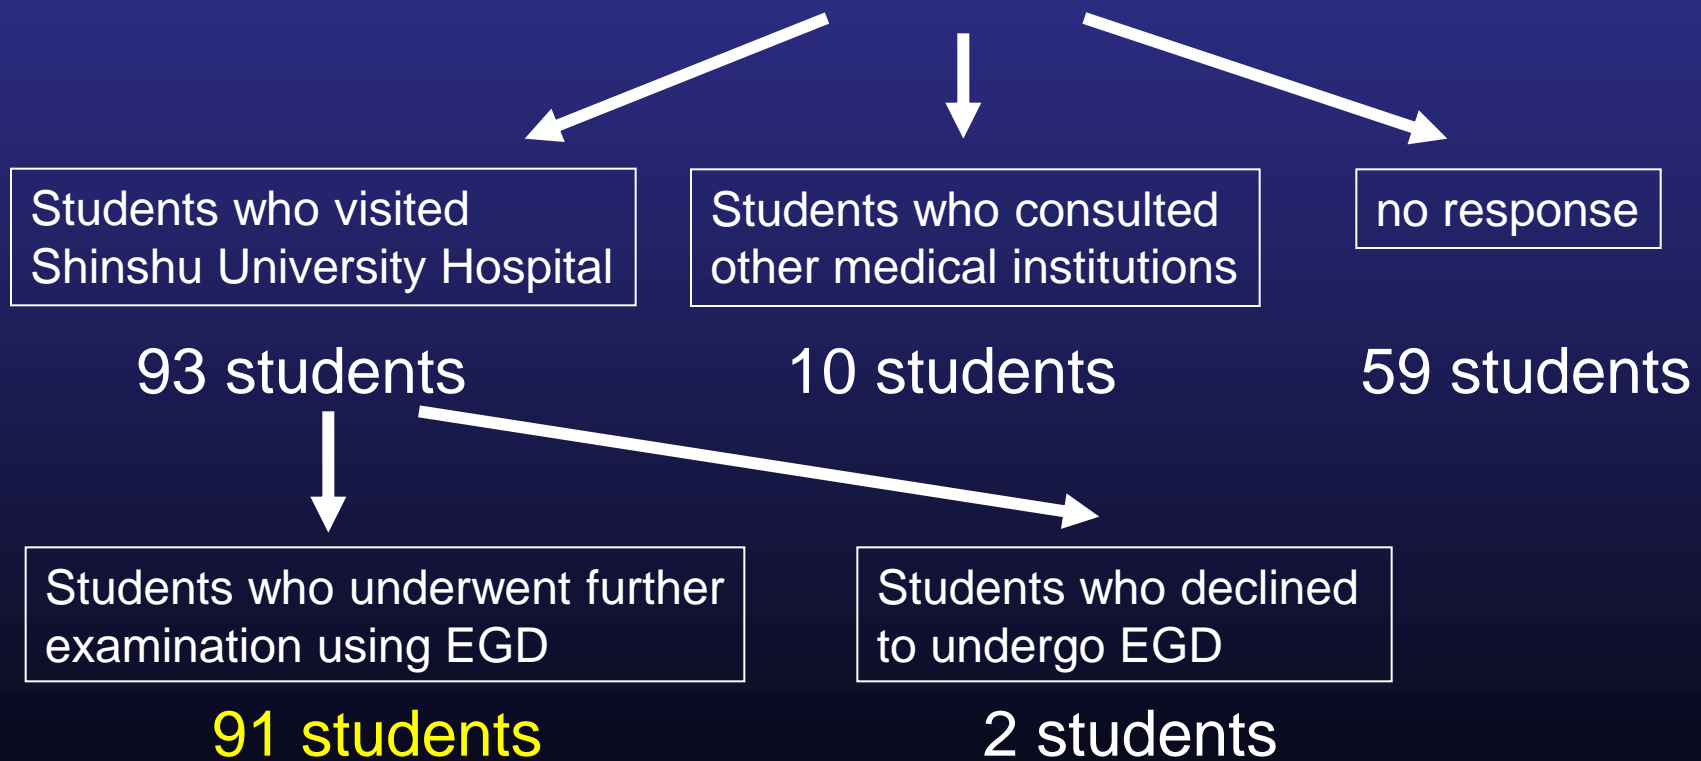 Students who visited
Shinshu University Hospital
Students who consulted
other medical institutions
no response
93 students
10 students
59 students
Students who underwent further
examination using EGD
Students who declined
to undergo EGD
91 students
2 students